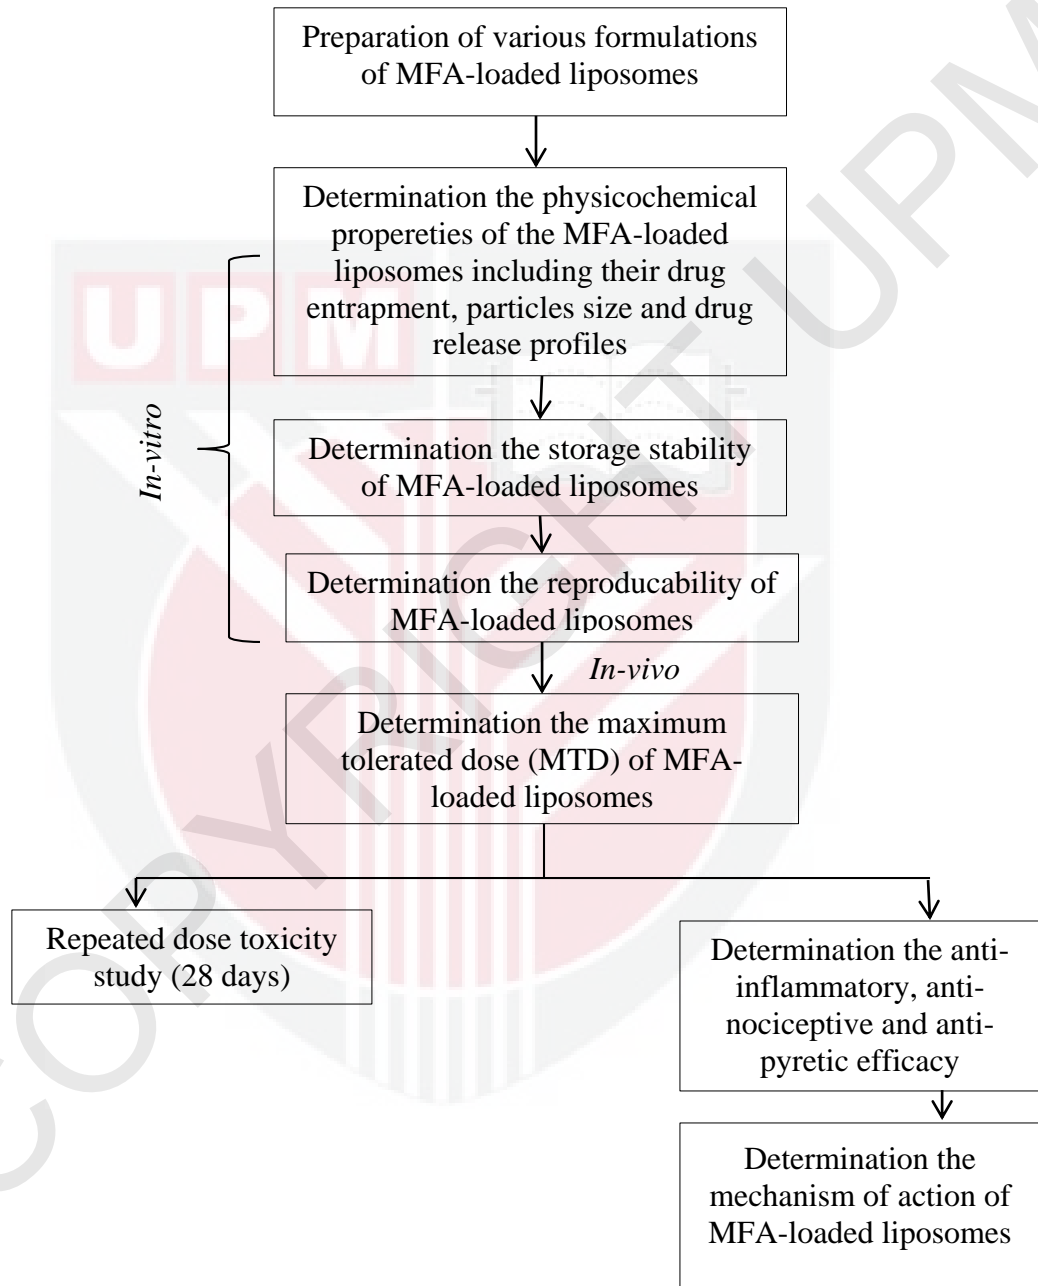 Preparation of various formulations
of MFA-loaded liposomes
Determination the physicochemical
propereties of the MFA-loaded
liposomes including their drug
entrapment, particles size and drug
release profiles
UPM
In-vitro
Determination the storage stability
of MFA-loaded liposomes
Determination the reproducability of
MFA-loaded liposomes
In-vivo
Determination the maximum
tolerated dose (MTD) of MFA-
loaded liposomes
Repeated dose toxicity
study (28 days)
Determination the anti-
inflammatory, anti-
nociceptive and anti-
pyretic efficacy
Determination the
mechanism of action of
MFA-loaded liposomes
COPYRIGHT UPM